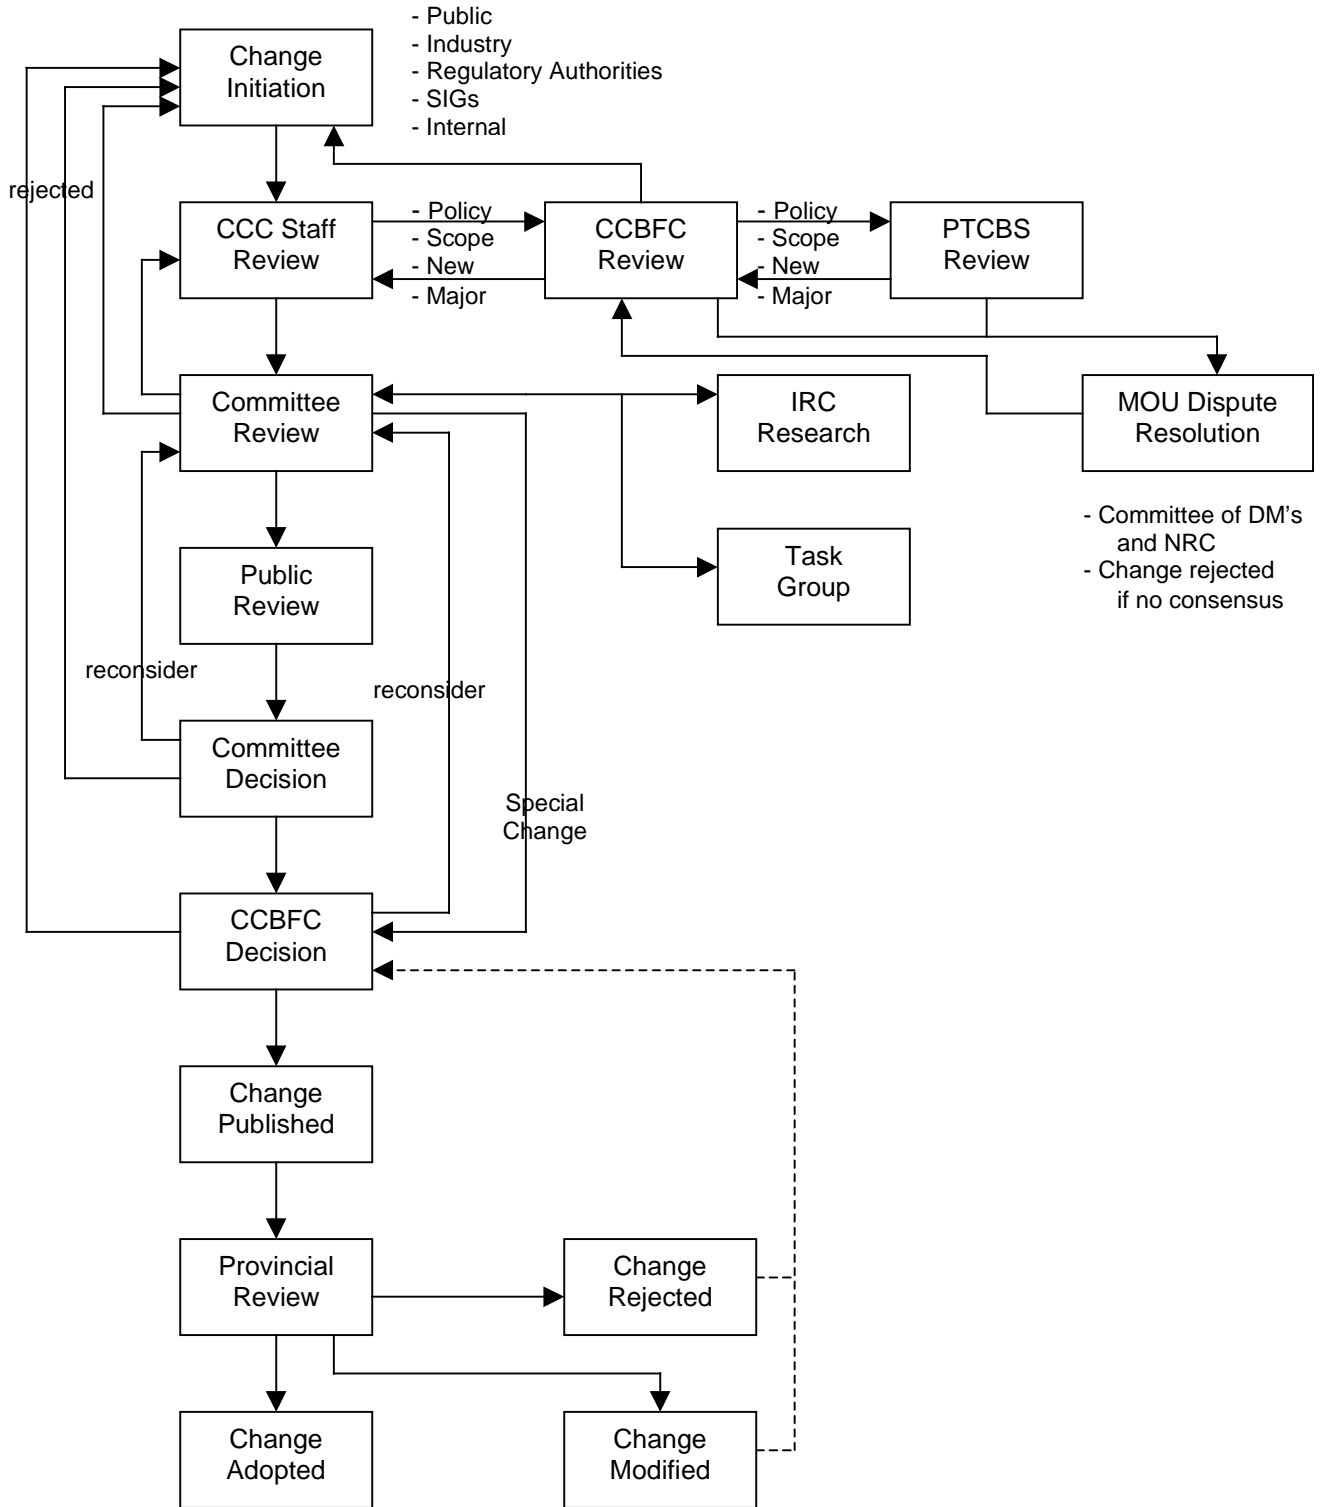 Change
Initiation
- Public
- Industry
- Regulatory Authorities
- SIGs
- Internal
rejected
CCC Staff
Review
- Policy
- Scope
- New
- Major
CCBFC
Review
- Policy
- Scope
- New
- Major
PTCBS
Review
Committee
Review
IRC
Research
MOU Dispute
Resolution
- Committee of DM's
and NRC
- Change rejected
if no consensus
Public
Review
Task
Group
reconsider
reconsider
Committee
Decision
Special
Change
CCBFC
Decision
Change
Published
Provincial
Review
Change
Rejected
Change
Adopted
Change
Modified